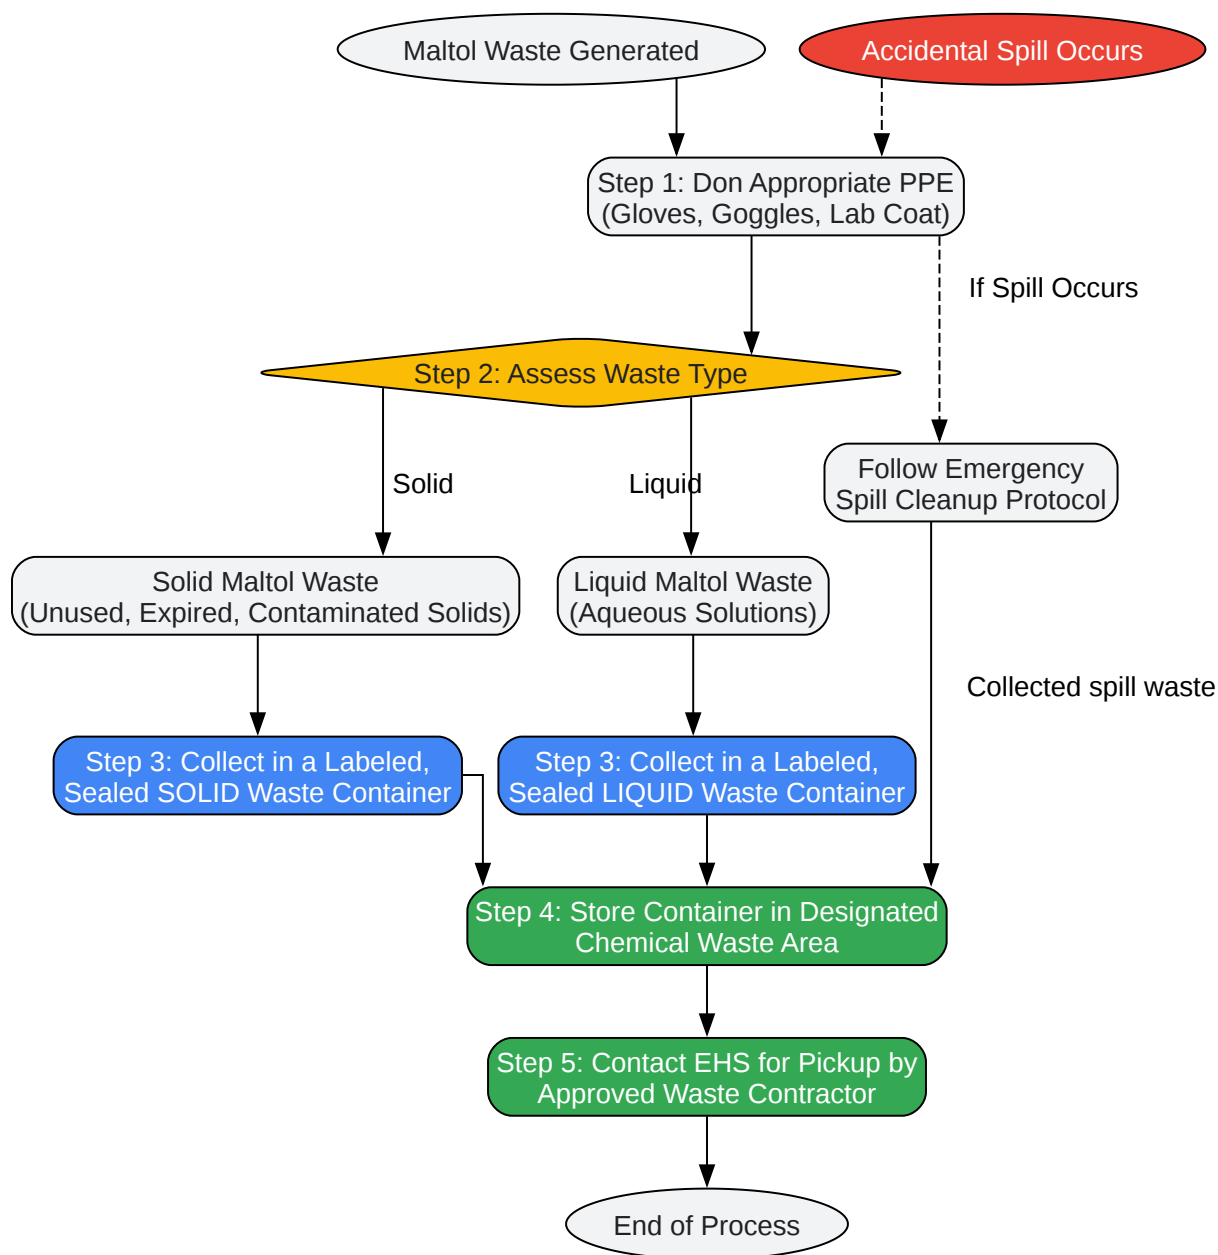 Maltol Waste Generated
Accidental Spill Occurs
Step 1: Don Appropriate PPE
(Gloves, Goggles, Lab Coat)
If Spill Occurs
Step 2: Assess Waste Type
Solid
Liquid
Follow Emergency
Spill Cleanup Protocol
Solid Maltol Waste
(Unused, Expired, Contaminated Solids)
Liquid Maltol Waste
(Aqueous Solutions)
Collected spill waste
Step 3: Collect in a Labeled,
Sealed SOLID Waste Container
Step 3: Collect in a Labeled,
Sealed LIQUID Waste Container
Step 4: Store Container in Designated
Chemical Waste Area
Step 5: Contact EHS for Pickup by
Approved Waste Contractor
End of Process